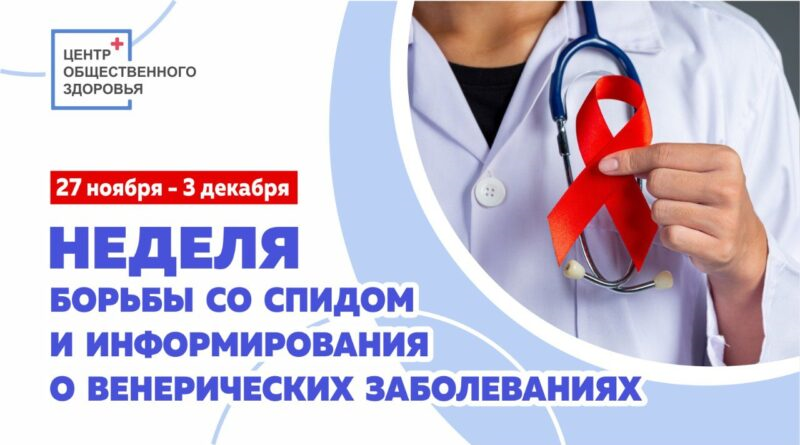 ЦЕНТР
ОБЩЕСТВЕННОГО
ЗДОРОВЬЯ
27 ноября - 3 декабря
НЕДЕЛЯ
БОРЬБЫ СО СПИДОМ
И ИНФОРМИРОВАНИЯ
О ВЕНЕРИЧЕСКИХ ЗАБОЛЕВАНИЯХ